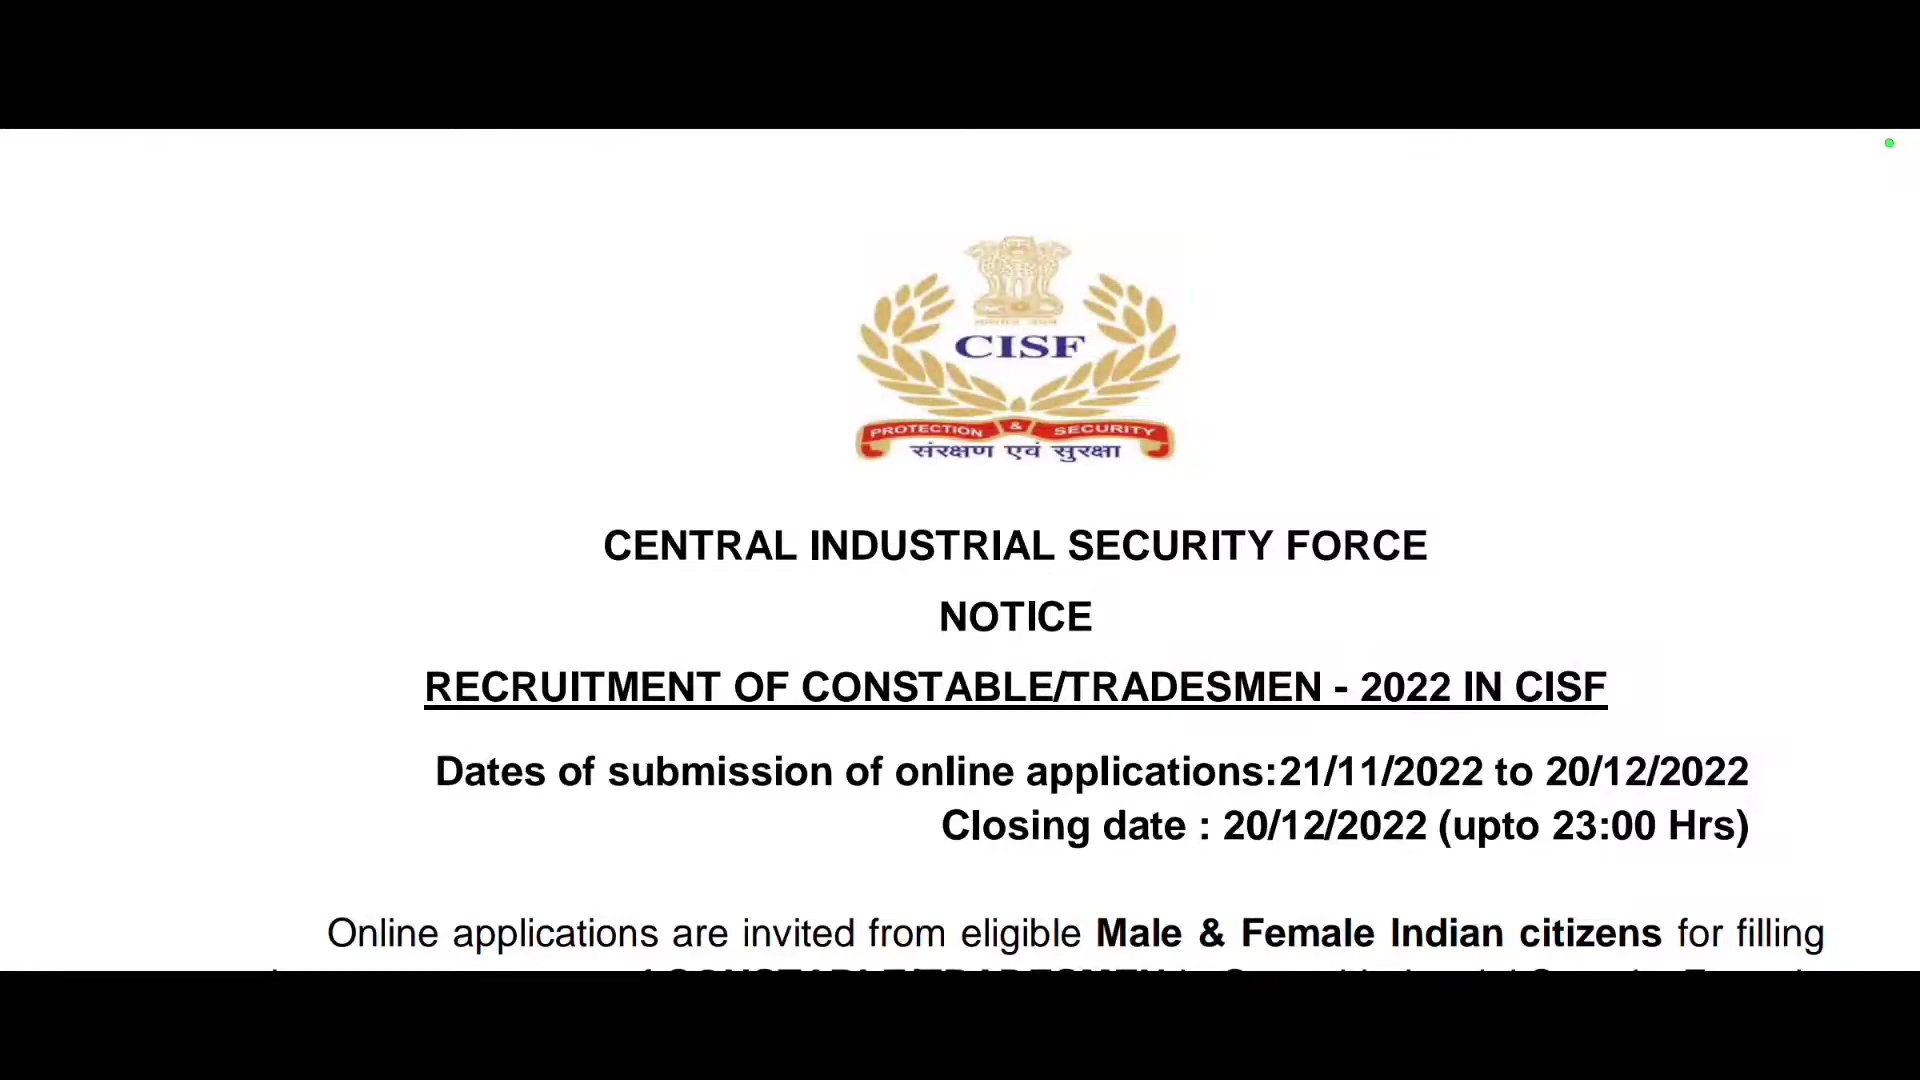 CISF
PROTECTION & SECURITY
संरक्षण एवं सुरक्षा
CENTRAL INDUSTRIAL SECURITY FORCE
NOTICE
RECRUITMENT OF CONSTABLE/TRADESMEN - 2022 IN CISF
Dates of submission of online applications:21/11/2022 to 20/12/2022
Closing date : 20/12/2022 (upto 23:00 Hrs)
Online applications are invited from eligible Male & Female Indian citizens for filling